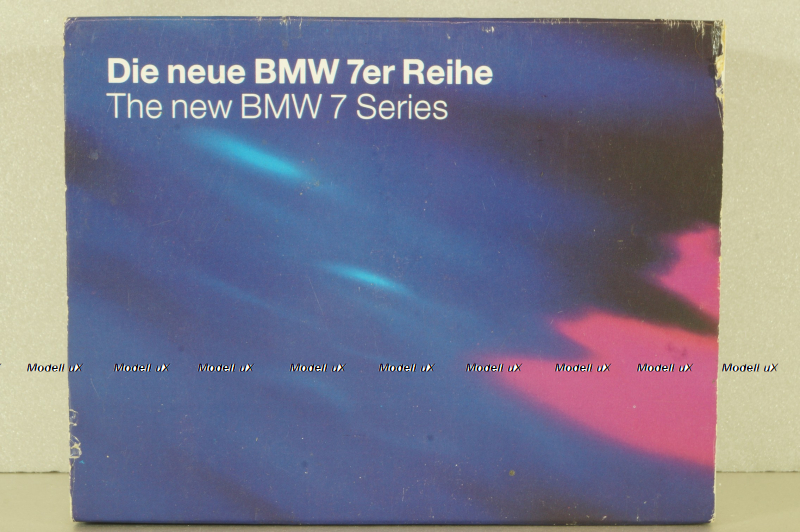 Die neue BMW 7er Reihe
The new BMW 7 Series
Modell uX Modell uX Modell uX Modell uX Modell uX Modell uX Modell uX Modell uX Modell uX